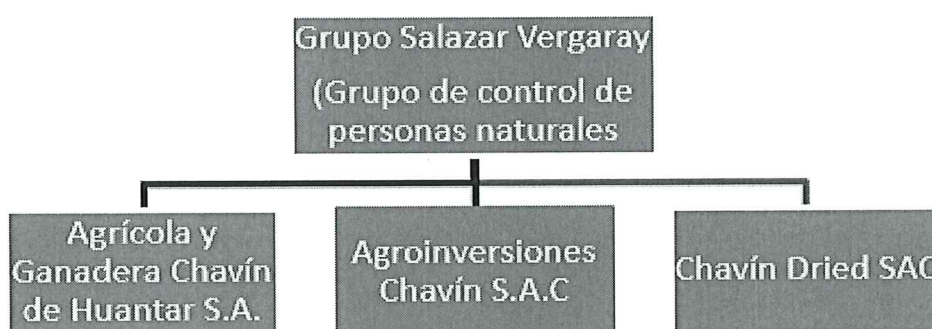 Grupo Salazar Vergaray
(Grupo de control de
personas naturales
Agrícola y
Ganadera Chavín
de Huantar S.A.
Agroinversiones
Chavín S.A.C
Chavín Dried SAC